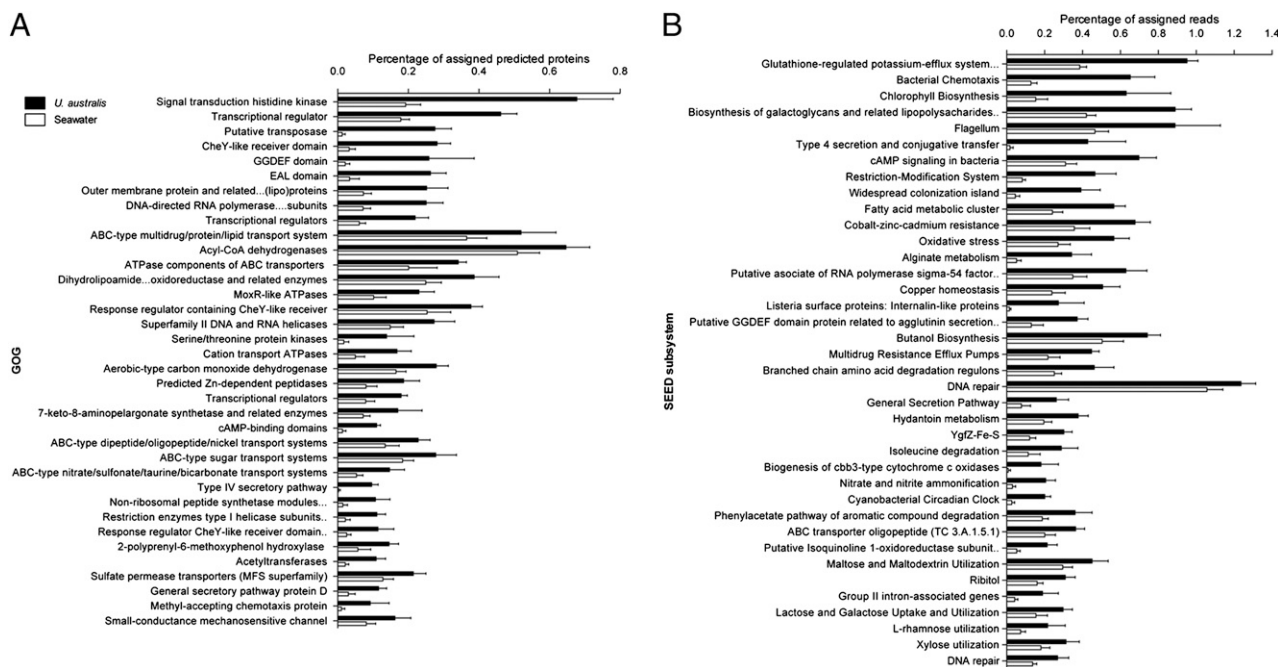 A
Percentage of assigned predicted proteins
0.0 0.2 0.4 0.6 0.8
U. australis
Seawater
GOG
Signal transduction histidine kinase
Transcriptional regulator
Putative transposase
CheY-like receiver domain
GGDEF domain
EAL domain
Outer membrane protein and related...(lipo)proteins
DNA-directed RNA polymerase....subunits
Transcriptional regulators
ABC-type multidrug/protein/lipid transport system
Acyl-CoA dehydrogenases
ATPase components of ABC transporters
Dihydrolipoamide...oxidoreductase and related enzymes
MoxR-like ATPases
Response regulator containing CheY-like receiver
Superfamily II DNA and RNA helicases
Serine/threonine protein kinases
Cation transport ATPases
Aerobic-type carbon monoxide dehydrogenase
Predicted Zn-dependent peptidases
Transcriptional regulators
7-keto-8-aminopelargonate synthetase and related enzymes
cAMP-binding domains
ABC-type dipeptide/oligopeptide/nickel transport systems
ABC-type sugar transport systems
ABC-type nitrate/sulfonate/taurine/bicarbonate transport systems
Type IV secretory pathway
Non-ribosomal peptide synthetase modules...
Restriction enzymes type I helicase subunits..
Response regulator CheY-like receiver domain..
2-polyprenyl-6-methoxyphenol hydroxylase
Acetyltransferases
Sulfate permease transporters (MFS superfamily)
General secretory pathway protein D
Methyl-accepting chemotaxis protein
Small-conductance mechanosensitive channel
B
Percentage of assigned reads
0.0 0.2 0.4 0.6 0.8 1.0 1.2 1.4
SEED subsystem
Glutathione-regulated potassium-efflux system...
Bacterial Chemotaxis
Chlorophyll Biosynthesis
Biosynthesis of galactoglycans and related lipopolysacharides..
Flagellum
Type 4 secretion and conjugative transfer
cAMP signaling in bacteria
Restriction-Modification System
Widespread colonization island
Fatty acid metabolic cluster
Cobalt-zinc-cadmium resistance
Oxidative stress
Alginate metabolism
Putative asociate of RNA polymerase sigma-54 factor..
Copper homeostasis
Listeria surface proteins: Internalin-like proteins
Putative GGDEF domain protein related to agglutinin secretion..
Butanol Biosynthesis
Multidrug Resistance Efflux Pumps
Branched chain amino acid degradation regulons
DNA repair
General Secretion Pathway
Hydantoin metabolism
YgfZ-Fe-S
Isoleucine degradation
Biogenesis of cbb3-type cytochrome c oxidases
Nitrate and nitrite ammonification
Cyanobacterial Circadian Clock
Phenylacetate pathway of aromatic compound degradation
ABC transporter oligopeptide (TC 3.A.1.5.1)
Putative Isoquinoline 1-oxidoreductase subunit..
Maltose and Maltodextrin Utilization
Ribitol
Group II intron-associated genes
Lactose and Galactose Uptake and Utilization
L-rhamnose utilization
Xylose utilization
DNA repair